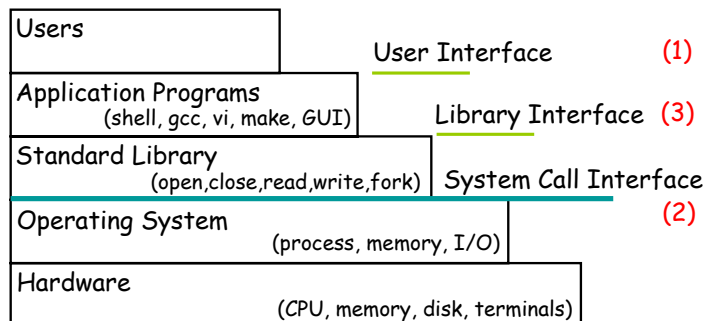 Users
User Interface (1)
Application Programs
(shell, gcc, vi, make, GUI)
Library Interface (3)
Standard Library
(open,close,read,write,fork)
System Call Interface
(2)
Operating System
(process, memory, I/O)
Hardware
(CPU, memory, disk, terminals)